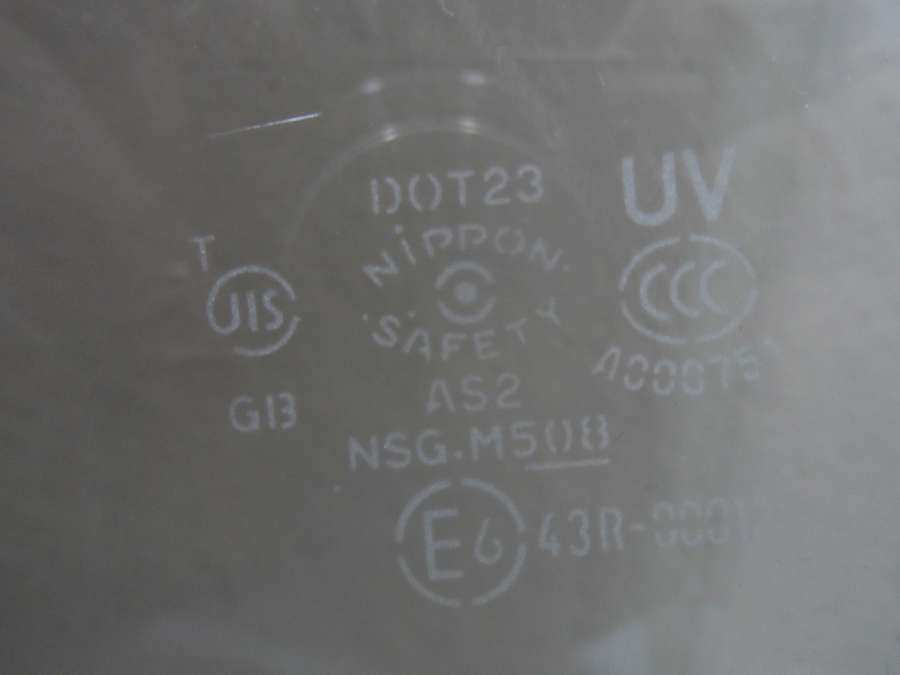 DOT23
UV
NIPPON
SAFETY
T
JIS
CCC
AS2
GB
NSG.M508
E6 43R-